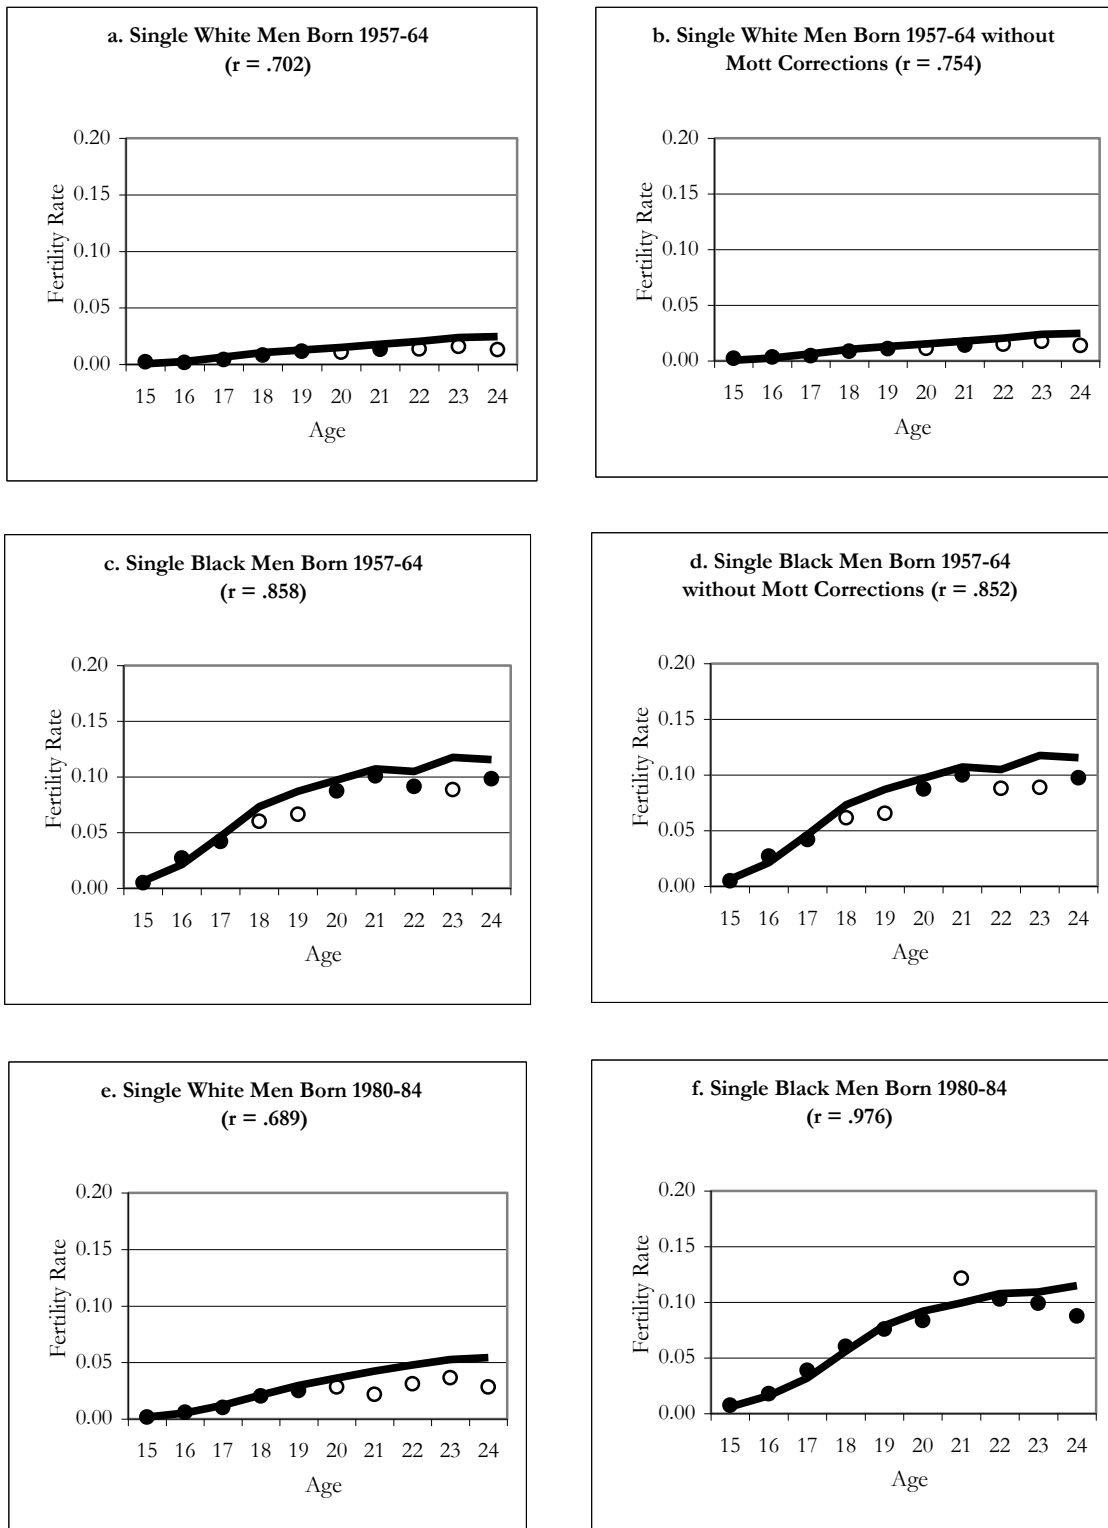 a. Single White Men Born 1957-64
(r = .702)
0.20
0.15
0.10
0.05
0.00
Fertility Rate
15 16 17 18 19 20 21 22 23 24
Age
b. Single White Men Born 1957-64 without
Mott Corrections (r = .754)
0.20
0.15
0.10
0.05
0.00
Fertility Rate
15 16 17 18 19 20 21 22 23 24
Age
c. Single Black Men Born 1957-64
(r = .858)
0.20
0.15
0.10
0.05
0.00
Fertility Rate
15 16 17 18 19 20 21 22 23 24
Age
d. Single Black Men Born 1957-64
without Mott Corrections (r = .852)
0.20
0.15
0.10
0.05
0.00
Fertility Rate
15 16 17 18 19 20 21 22 23 24
Age
e. Single White Men Born 1980-84
(r = .689)
0.20
0.15
0.10
0.05
0.00
Fertility Rate
15 16 17 18 19 20 21 22 23 24
Age
f. Single Black Men Born 1980-84
(r = .976)
0.20
0.15
0.10
0.05
0.00
Fertility Rate
15 16 17 18 19 20 21 22 23 24
Age